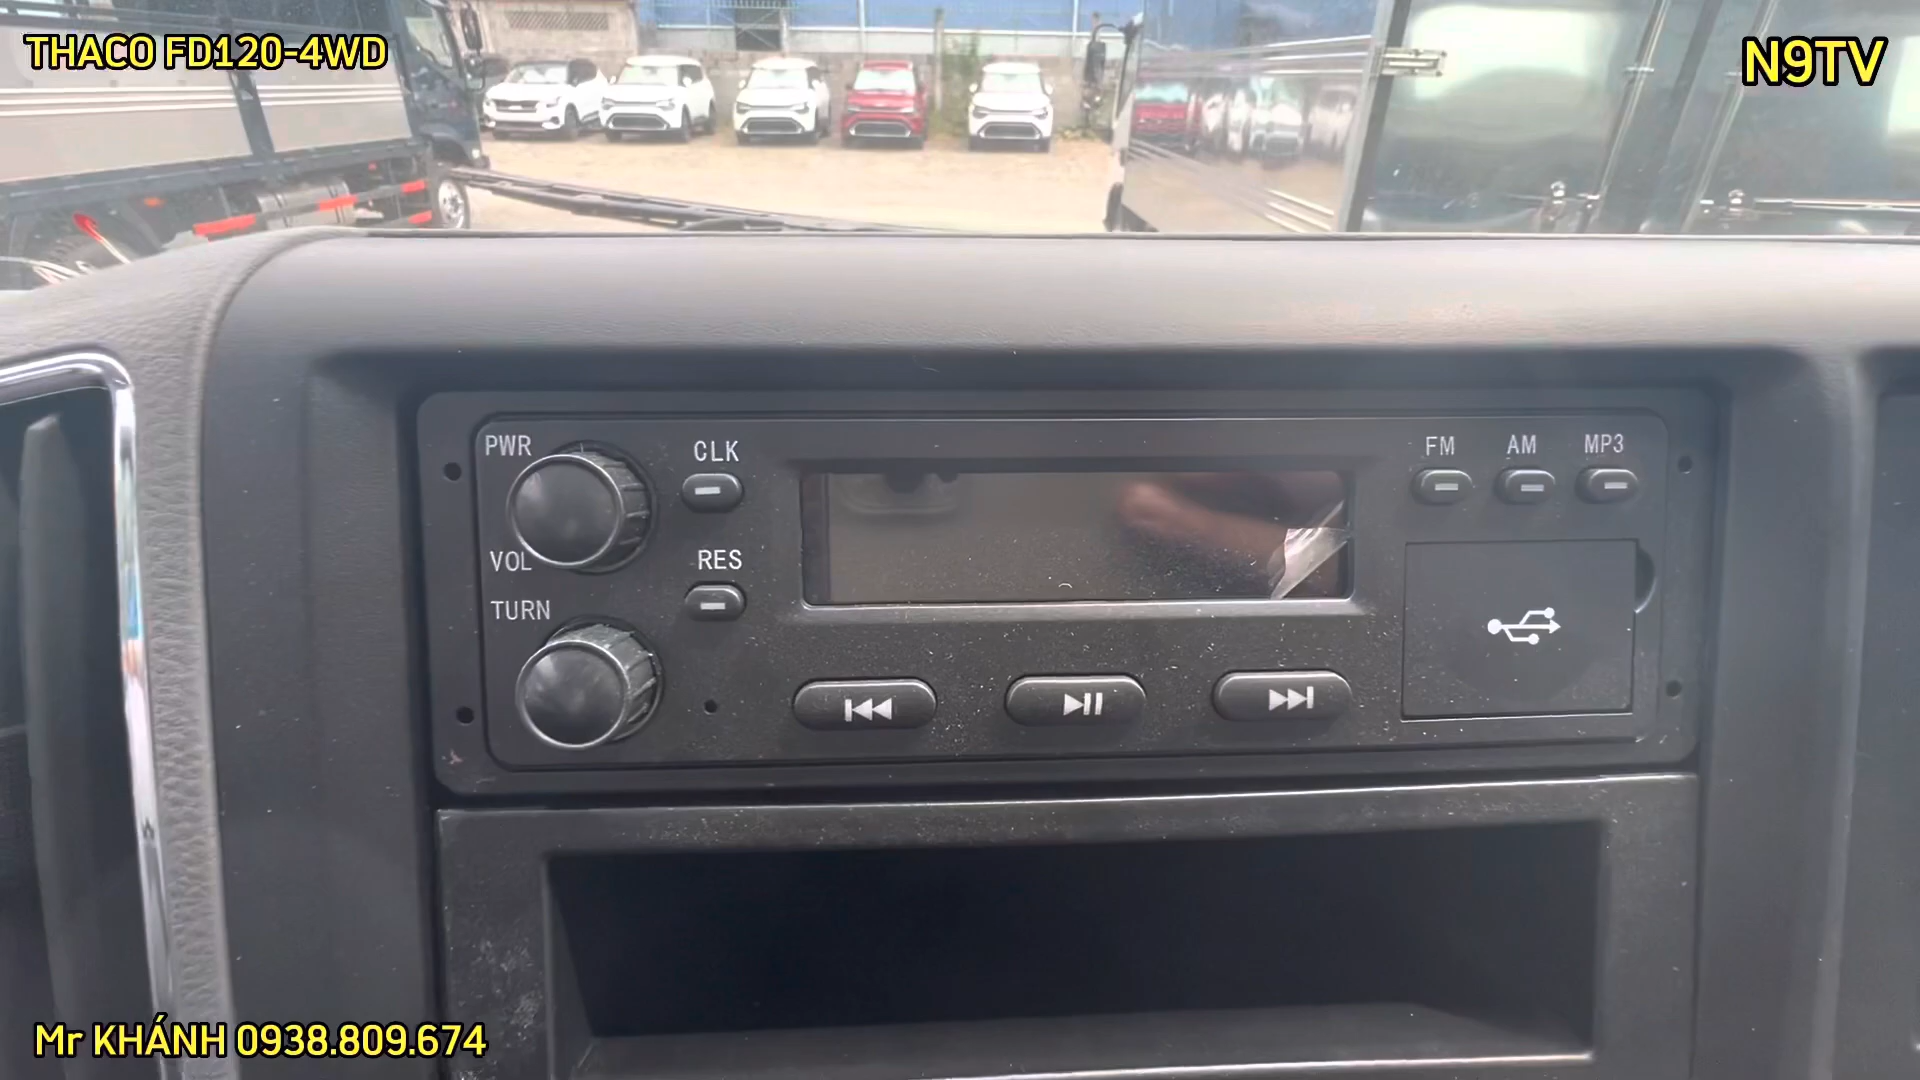 THACO FD120-4WD
N9TV
PWR
CLK
FM AM MP3
VOL
RES
TURN
Mr KHÁNH 0938.809.674